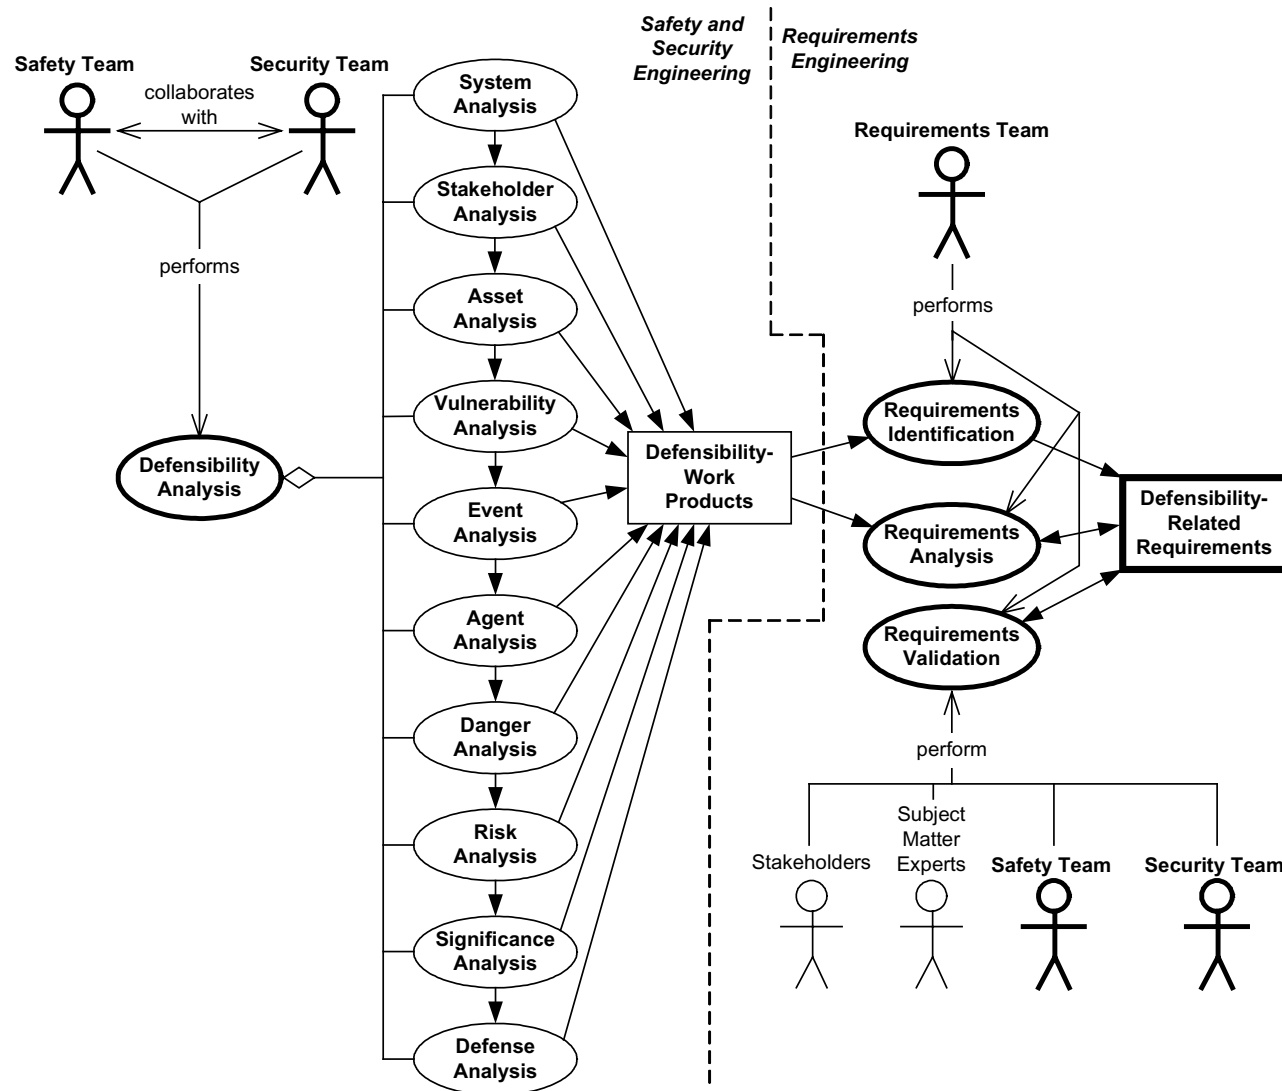 Safety and
Security
Engineering
Requirements
Engineering
Safety Team
Security Team
collaborates
with
performs
Defensibility
Analysis
System
Analysis
Stakeholder
Analysis
Asset
Analysis
Vulnerability
Analysis
Event
Analysis
Agent
Analysis
Danger
Analysis
Risk
Analysis
Significance
Analysis
Defense
Analysis
Defensibility-
Work
Products
Requirements Team
performs
Requirements
Identification
Requirements
Analysis
Requirements
Validation
Defensibility-
Related
Requirements
perform
Stakeholders
Subject
Matter
Experts
Safety Team
Security Team